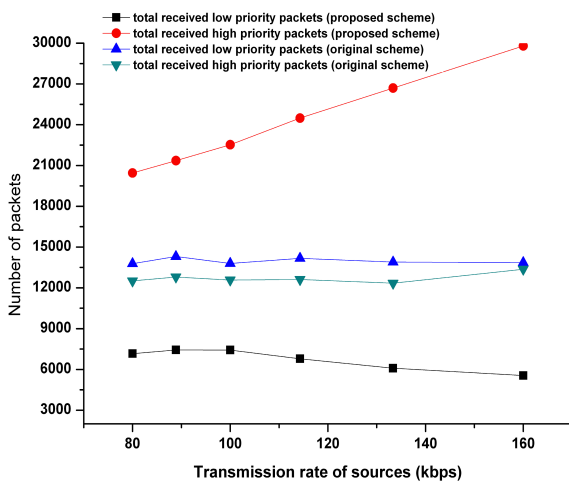 total received low priority packets (proposed scheme)
total received high priority packets (proposed scheme)
total received low priority packets (original scheme)
total received high priority packets (original scheme)
30000
27000
24000
21000
18000
15000
12000
9000
6000
3000
Number of packets
80
100
120
140
160
Transmission rate of sources (kbps)